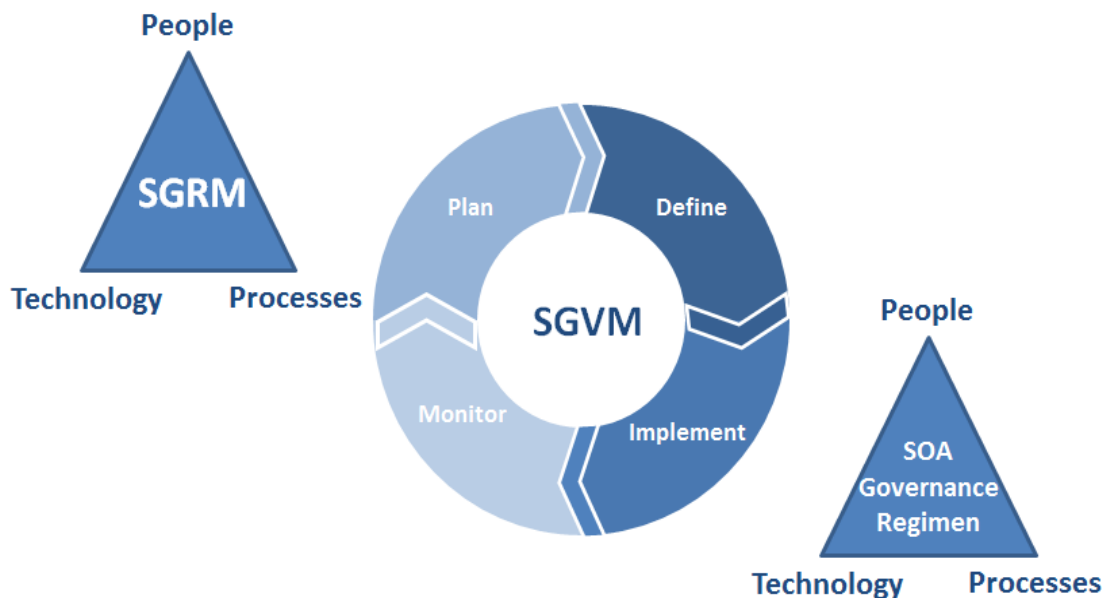 People
SGRM
Technology
Processes
Plan
Define
SGVM
Monitor
Implement
People
SOA
Governance
Regimen
Technology
Processes